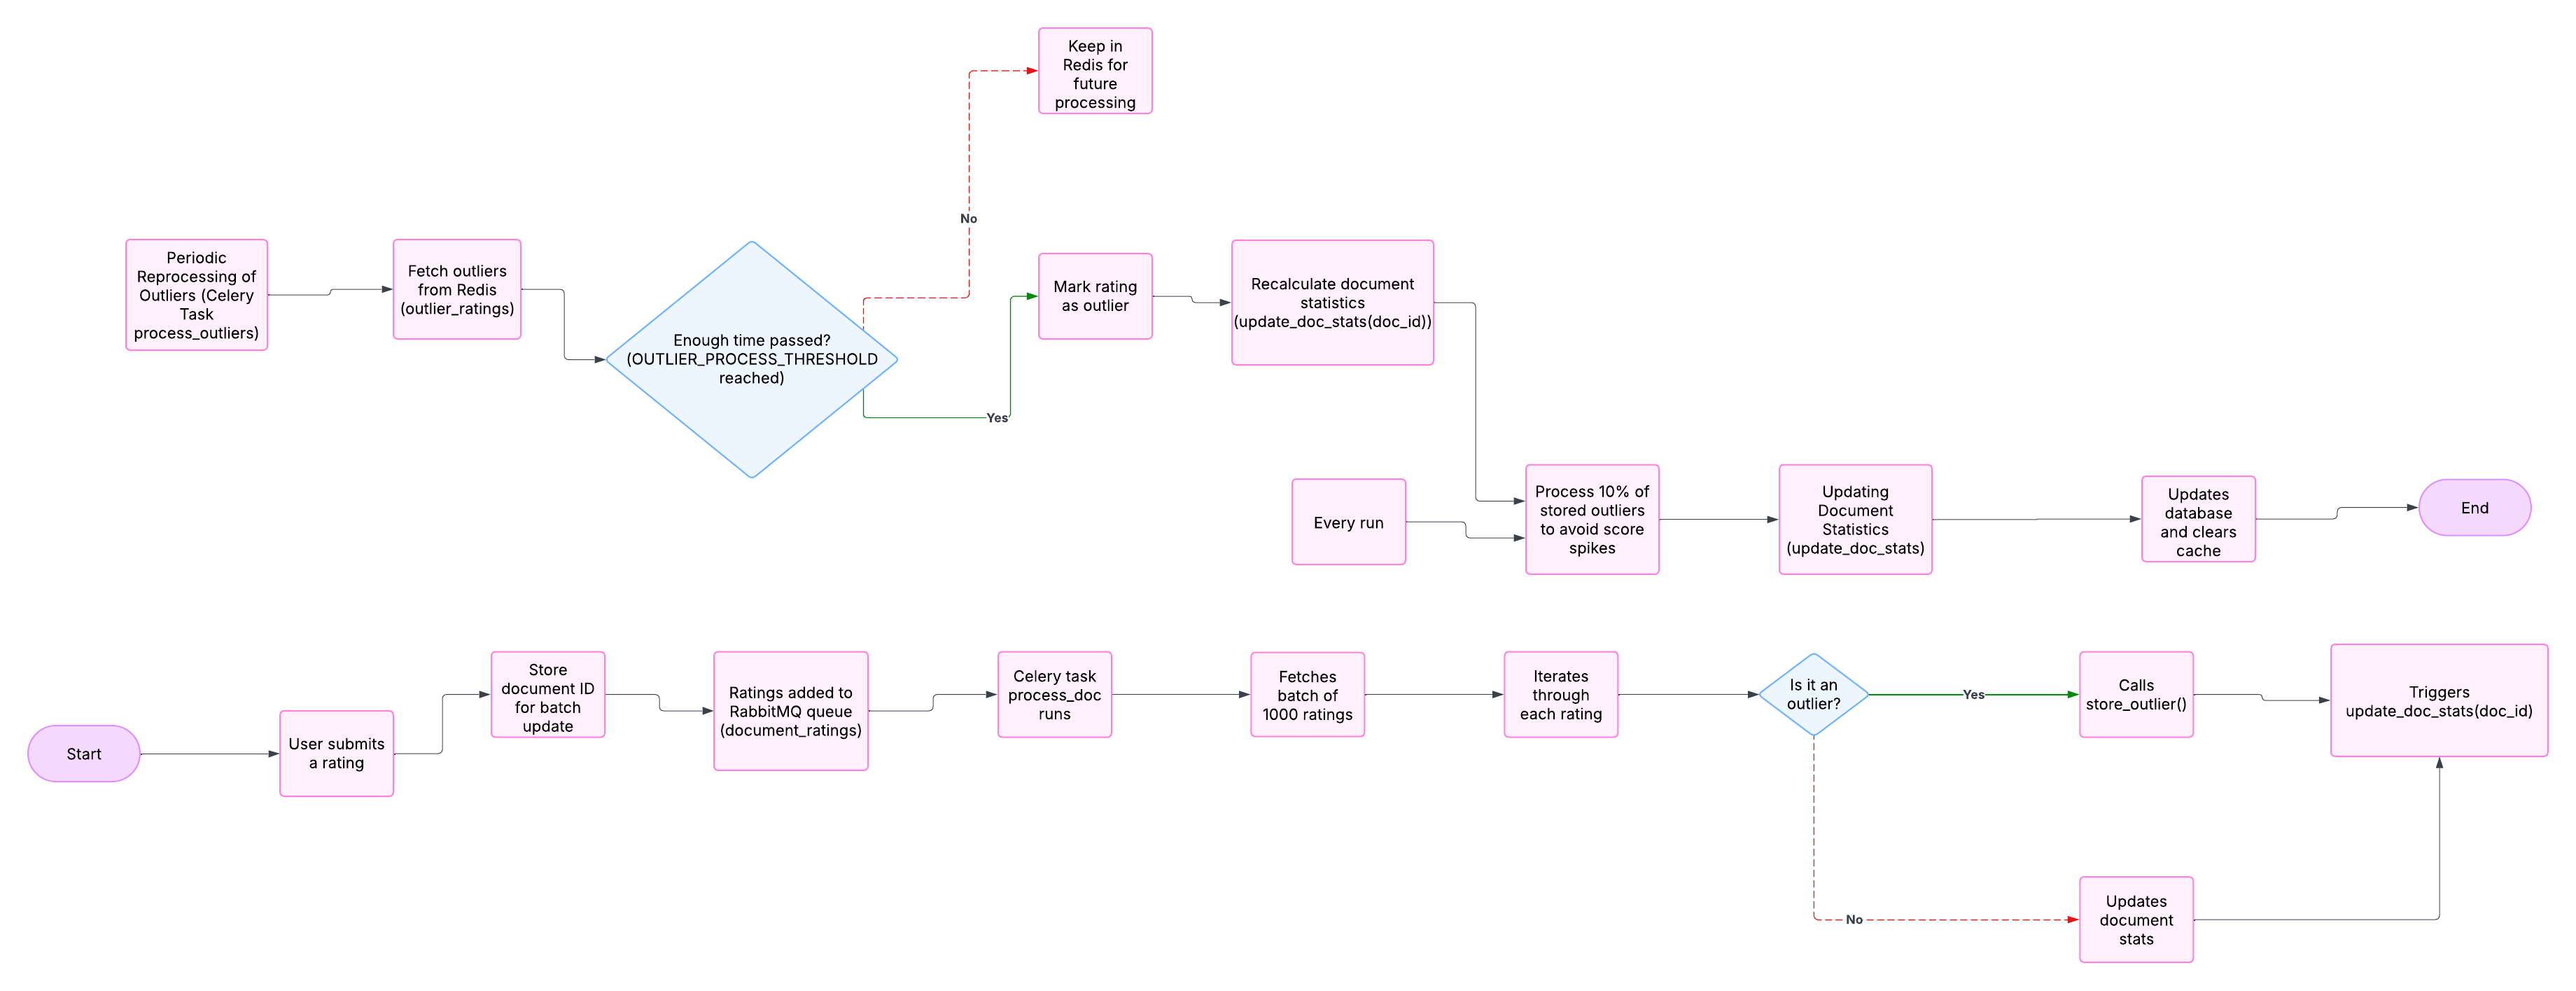 Keep in
Redis for
future
processing
No
Periodic
Reprocessing of
Outliers (Celery
Task
process_outliers)
Fetch outliers
from Redis
(outlier_ratings)
Enough time passed?
(OUTLIER_PROCESS_THRESHOLD
reached)
Yes
Mark rating
as outlier
Recalculate document
statistics
(update_doc_stats(doc_id))
Every run
Process 10% of
stored outliers
to avoid score
spikes
Updating
Document
Statistics
(update_doc_stats)
Updates
database
and clears
cache
End
Start
User submits
a rating
Store
document ID
for batch
update
Ratings added to
RabbitMQ queue
(document_ratings)
Celery task
process_doc
runs
Fetches
batch of
1000 ratings
Iterates
through
each rating
Is it an
outlier?
Yes
Calls
store_outlier()
Triggers
update_doc_stats(doc_id)
No
Updates
document
stats